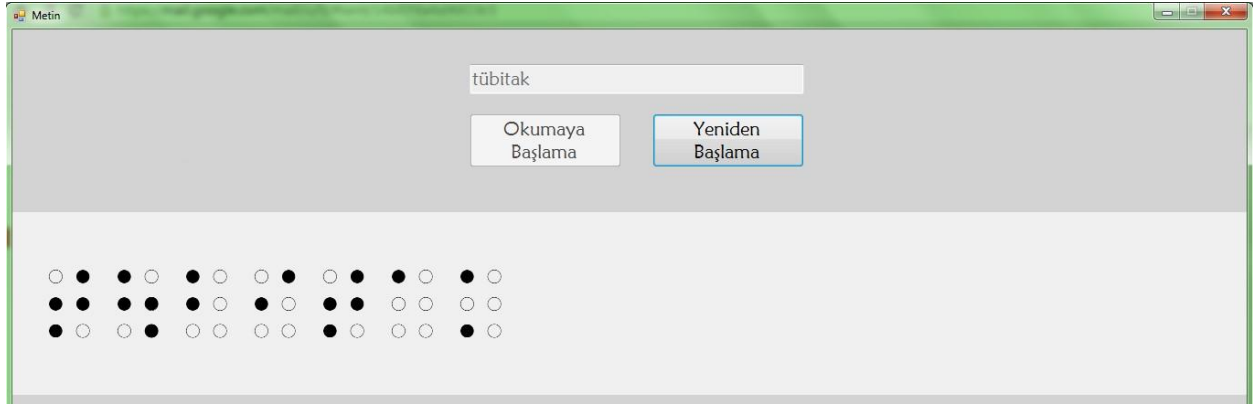 Metin
tübitak
Okumaya
Başlama
Yeniden
Başlama
⠞⠳⠃⠊⠞⠁⠅